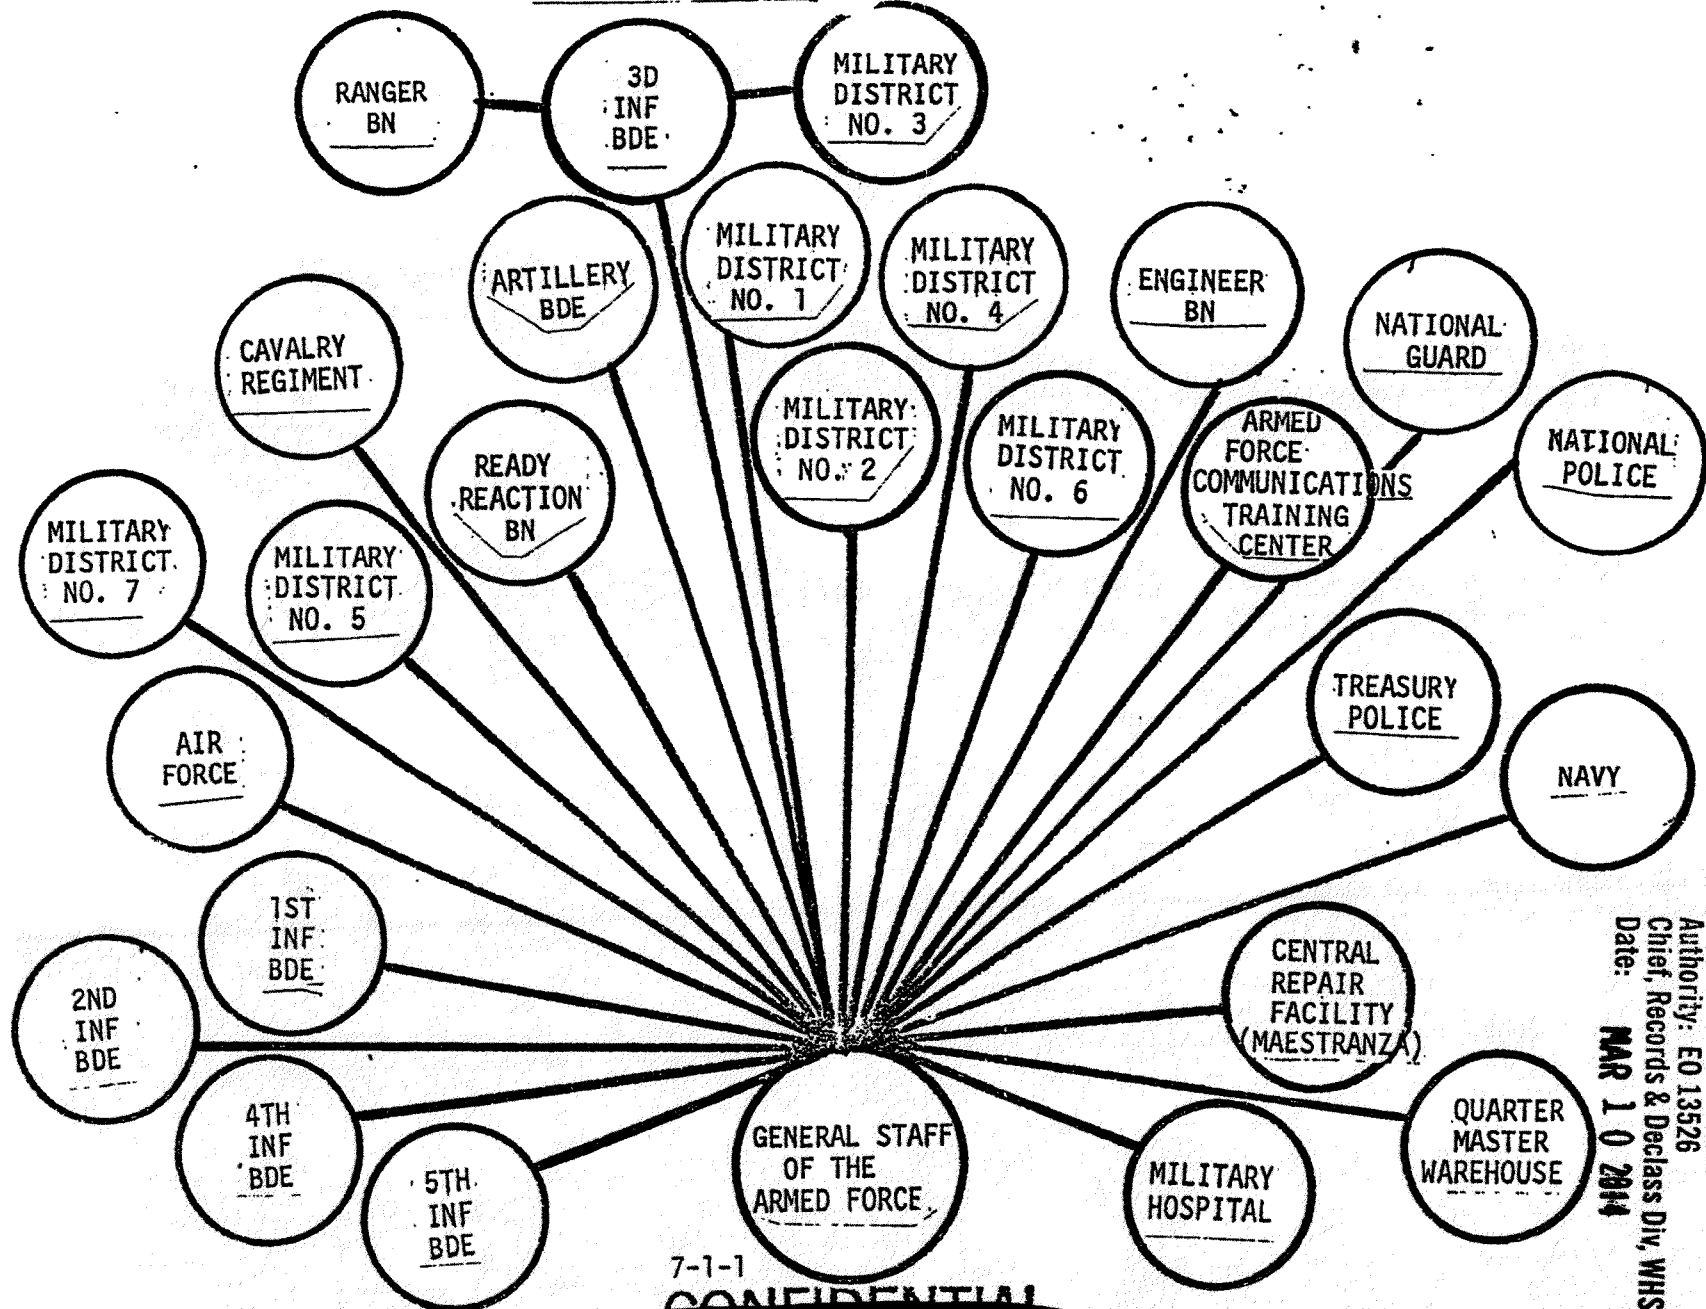 RANGER
BN
3D
INF
BDE
MILITARY
DISTRICT
NO. 3
ARTILLERY
BDE
MILITARY
DISTRICT
NO. 1
MILITARY
DISTRICT
NO. 4
ENGINEER
BN
NATIONAL
GUARD
CAVALRY
REGIMENT
READY
REACTION
BN
MILITARY
DISTRICT
NO. 2
MILITARY
DISTRICT
NO. 6
ARMED
FORCE
COMMUNICATIONS
TRAINING
CENTER
NATIONAL
POLICE
MILITARY
DISTRICT
NO. 7
MILITARY
DISTRICT
NO. 5
TREASURY
POLICE
AIR
FORCE
NAVY
1ST
INF
BDE
CENTRAL
REPAIR
FACILITY
(MAESTRANZA)
2ND
INF
BDE
4TH
INF
BDE
5TH
INF
BDE
GENERAL STAFF
OF THE
ARMED FORCE
MILITARY
HOSPITAL
QUARTER
MASTER
WAREHOUSE
7-1-1
CONFIDENTIAL
Authority: EO 13526
Chief, Records & Declass Div, WHS
Date: MAR 10 2014